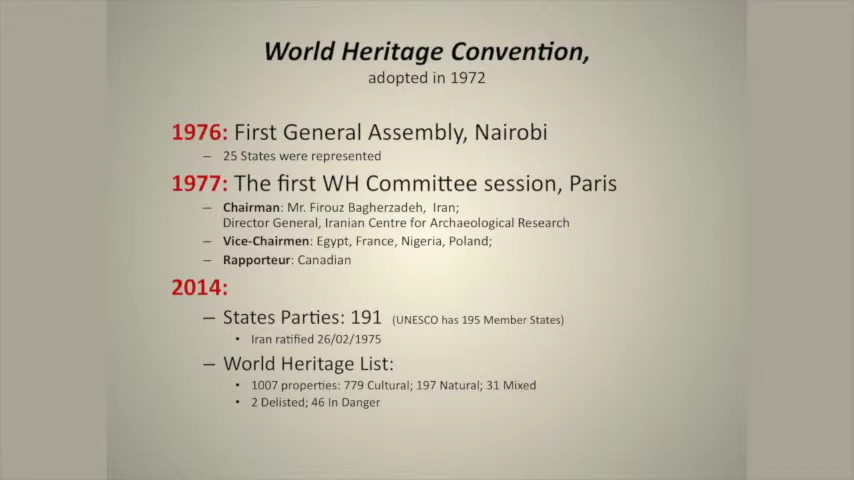 World Heritage Convention,
adopted in 1972
1976: First General Assembly, Nairobi
– 25 States were represented
1977: The first WH Committee session, Paris
– Chairman: Mr. Firouz Bagherzadeh, Iran;
Director General, Iranian Centre for Archaeological Research
– Vice-Chairmen: Egypt, France, Nigeria, Poland;
– Rapporteur: Canadian
2014:
– States Parties: 191 (UNESCO has 195 Member States)
• Iran ratified 26/02/1975
– World Heritage List:
• 1007 properties: 779 Cultural; 197 Natural; 31 Mixed
• 2 Delisted; 46 In Danger